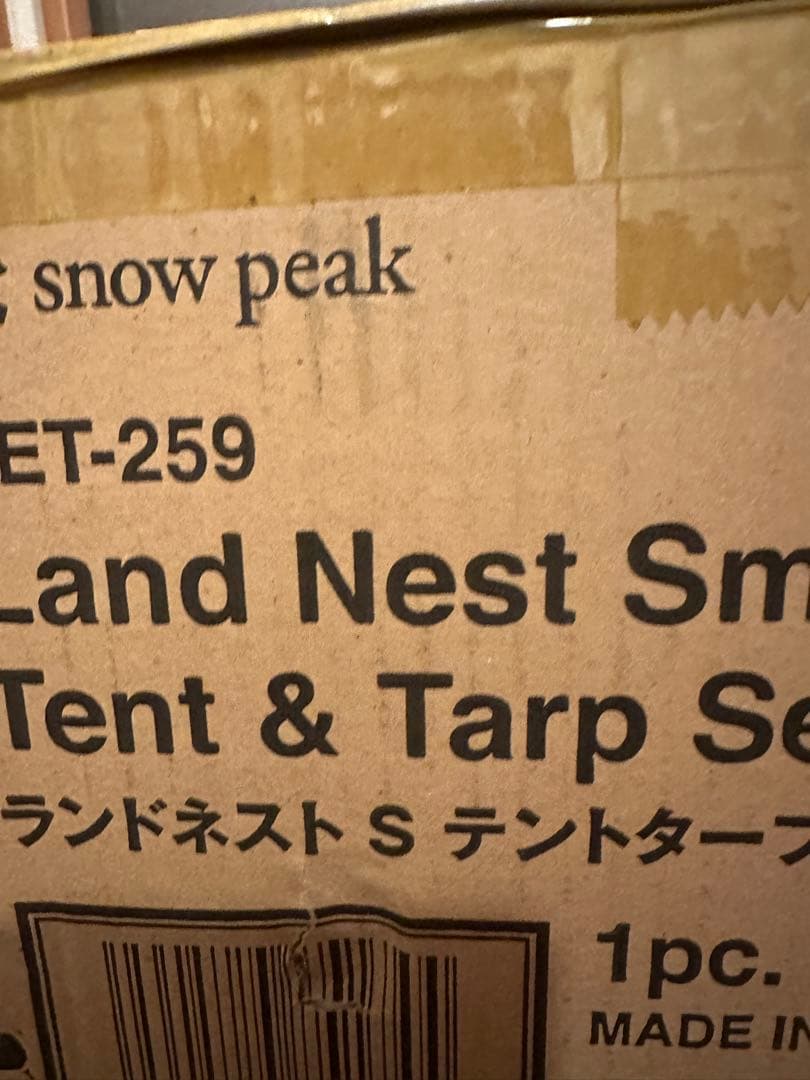 snow peak
ET-259
Land Nest Sm
Tent & Tarp Se
ランドネスト S テントタープ
1pc.
MADE IN